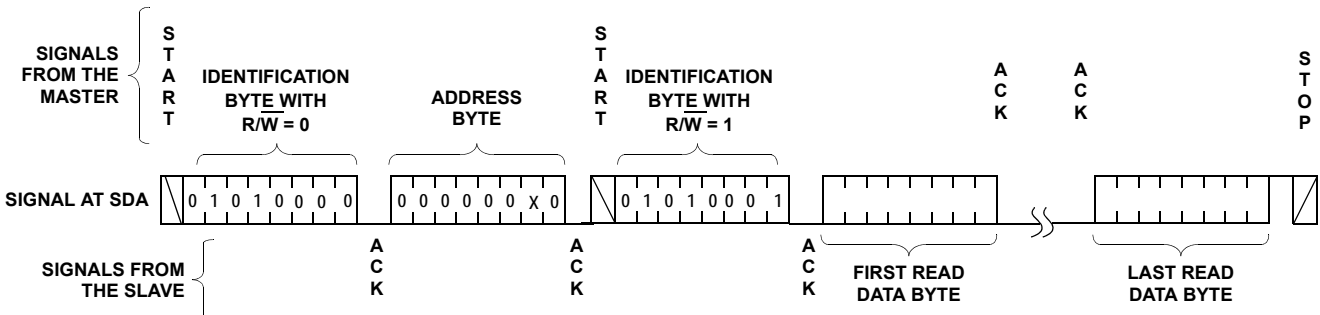 SIGNALS
FROM THE
MASTER
S
T
A
R
T
IDENTIFICATION
BYTE WITH
R/W̅ = 0
ADDRESS
BYTE
S
T
A
R
T
IDENTIFICATION
BYTE WITH
R/W̅ = 1
A
C
K
A
C
K
S
T
O
P
SIGNAL AT SDA
0 1 0 1 0 0 0 0
0 0 0 0 0 0 X 0
0 1 0 1 0 0 0 1
SIGNALS FROM
THE SLAVE
A
C
K
A
C
K
A
C
K
FIRST READ
DATA BYTE
LAST READ
DATA BYTE